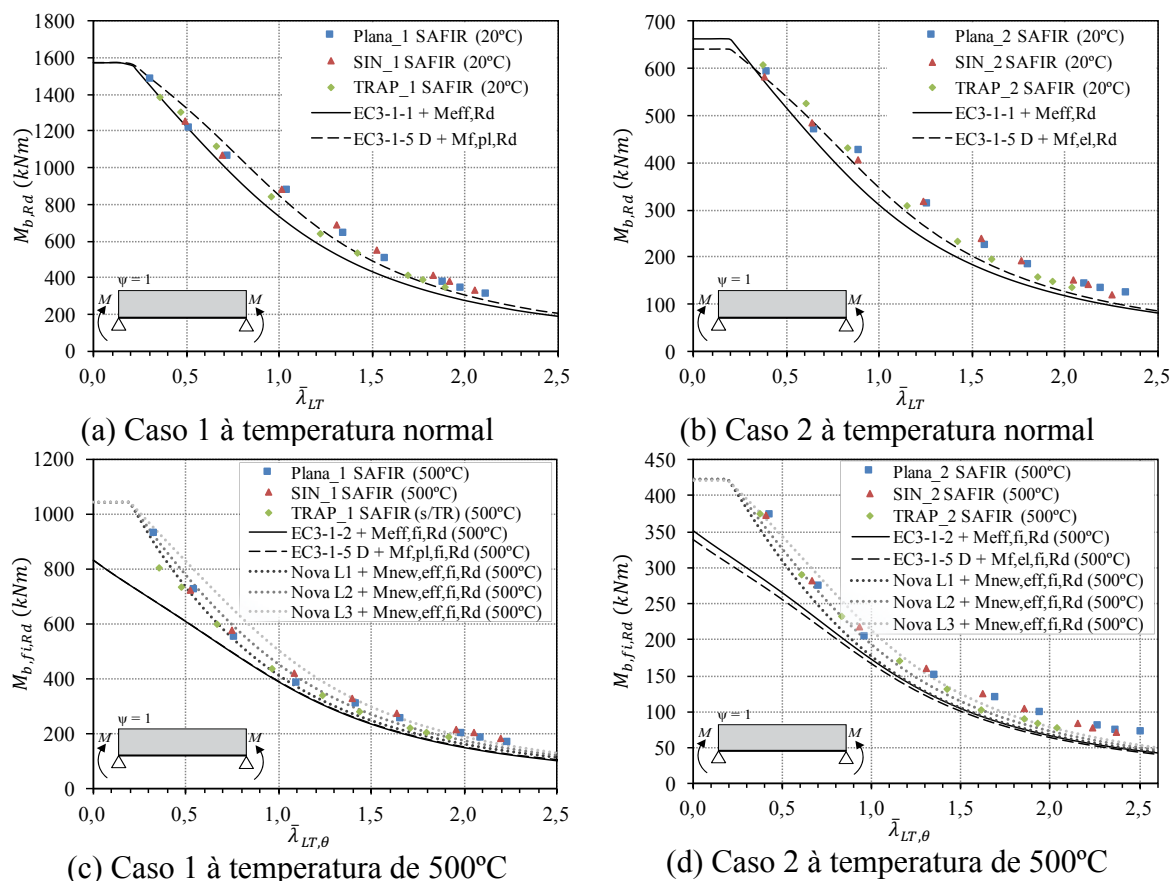 1800
1600
1400
1200
1000
800
600
400
200
0
M_b,Rd (kNm)
Plana_1 SAFIR (20ºC)
SIN_1 SAFIR (20ºC)
TRAP_1 SAFIR (20ºC)
EC3-1-1 + Meff,Rd
EC3-1-5 D + Mf,pl,Rd
ψ = 1
M M
0,0 0,5 1,0 1,5 2,0 2,5
λ̄_LT
(a) Caso 1 à temperatura normal
700
600
500
400
300
200
100
0
M_b,Rd (kNm)
Plana_2 SAFIR (20ºC)
SIN_2 SAFIR (20ºC)
TRAP_2 SAFIR (20ºC)
EC3-1-1 + Meff,Rd
EC3-1-5 D + Mf,el,Rd
ψ = 1
M M
0,0 0,5 1,0 1,5 2,0 2,5
λ̄_LT
(b) Caso 2 à temperatura normal
1200
1000
800
600
400
200
0
M_b,fi,Rd (kNm)
Plana_1 SAFIR (500ºC)
SIN_1 SAFIR (500ºC)
TRAP_1 SAFIR (s/TR) (500ºC)
EC3-1-2 + Meff,fi,Rd (500ºC)
EC3-1-5 D + Mf,pl,fi,Rd (500ºC)
Nova L1 + Mnew,eff,fi,Rd (500ºC)
Nova L2 + Mnew,eff,fi,Rd (500ºC)
Nova L3 + Mnew,eff,fi,Rd (500ºC)
ψ = 1
M M
0,0 0,5 1,0 1,5 2,0 2,5
λ̄_LT,θ
(c) Caso 1 à temperatura de 500ºC
450
400
350
300
250
200
150
100
50
0
M_b,fi,Rd (kNm)
Plana_2 SAFIR (500ºC)
SIN_2 SAFIR (500ºC)
TRAP_2 SAFIR (500ºC)
EC3-1-2 + Meff,fi,Rd (500ºC)
EC3-1-5 D + Mf,el,fi,Rd (500ºC)
Nova L1 + Mnew,eff,fi,Rd (500ºC)
Nova L2 + Mnew,eff,fi,Rd (500ºC)
Nova L3 + Mnew,eff,fi,Rd (500ºC)
ψ = 1
M M
0,0 0,5 1,0 1,5 2,0 2,5
λ̄_LT,θ
(d) Caso 2 à temperatura de 500ºC